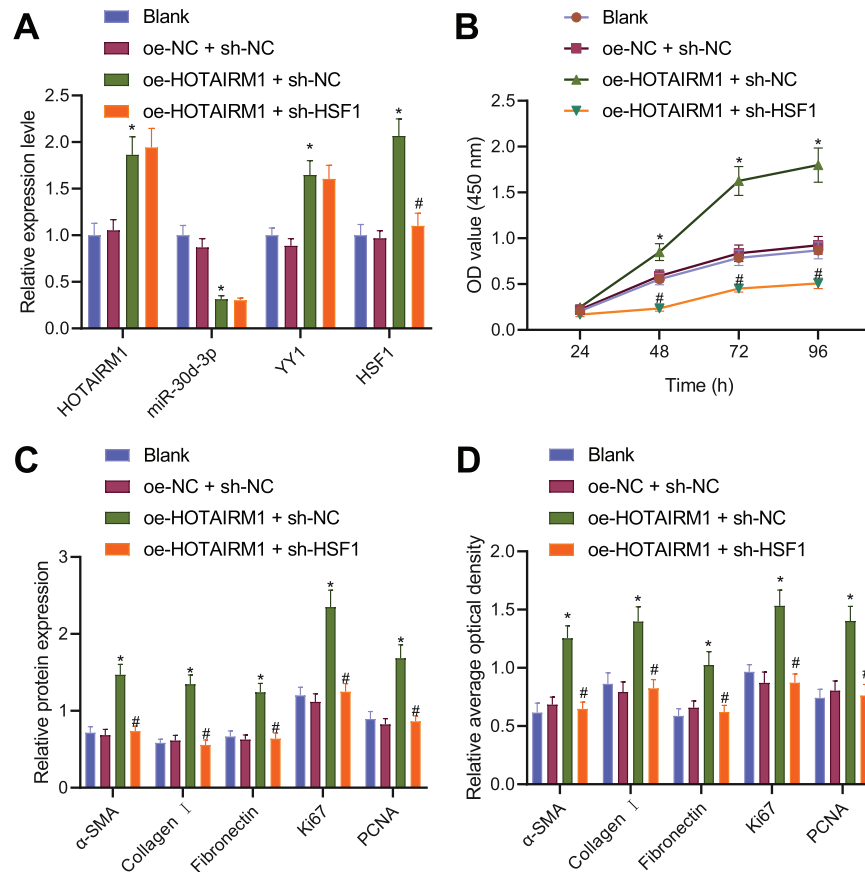 A
Blank
oe-NC + sh-NC
oe-HOTAIRM1 + sh-NC
oe-HOTAIRM1 + sh-HSF1
Relative expression levle
2.5
2.0
1.5
1.0
0.5
0.0
* * * * #
HOTAIRM1
miR-30d-3p
YY1
HSF1
B
Blank
oe-NC + sh-NC
oe-HOTAIRM1 + sh-NC
oe-HOTAIRM1 + sh-HSF1
OD value (450 nm)
2.5
2.0
1.5
1.0
0.5
0.0
* * *
# # #
24 48 72 96
Time (h)
C
Blank
oe-NC + sh-NC
oe-HOTAIRM1 + sh-NC
oe-HOTAIRM1 + sh-HSF1
Relative protein expression
3
2
1
0
* # * # * # * # * #
α-SMA
Collagen I
Fibronectin
Ki67
PCNA
D
Blank
oe-NC + sh-NC
oe-HOTAIRM1 + sh-NC
oe-HOTAIRM1 + sh-HSF1
Relative average optical density
2.0
1.5
1.0
0.5
0.0
* # * # * # * # * #
α-SMA
Collagen I
Fibronectin
Ki67
PCNA